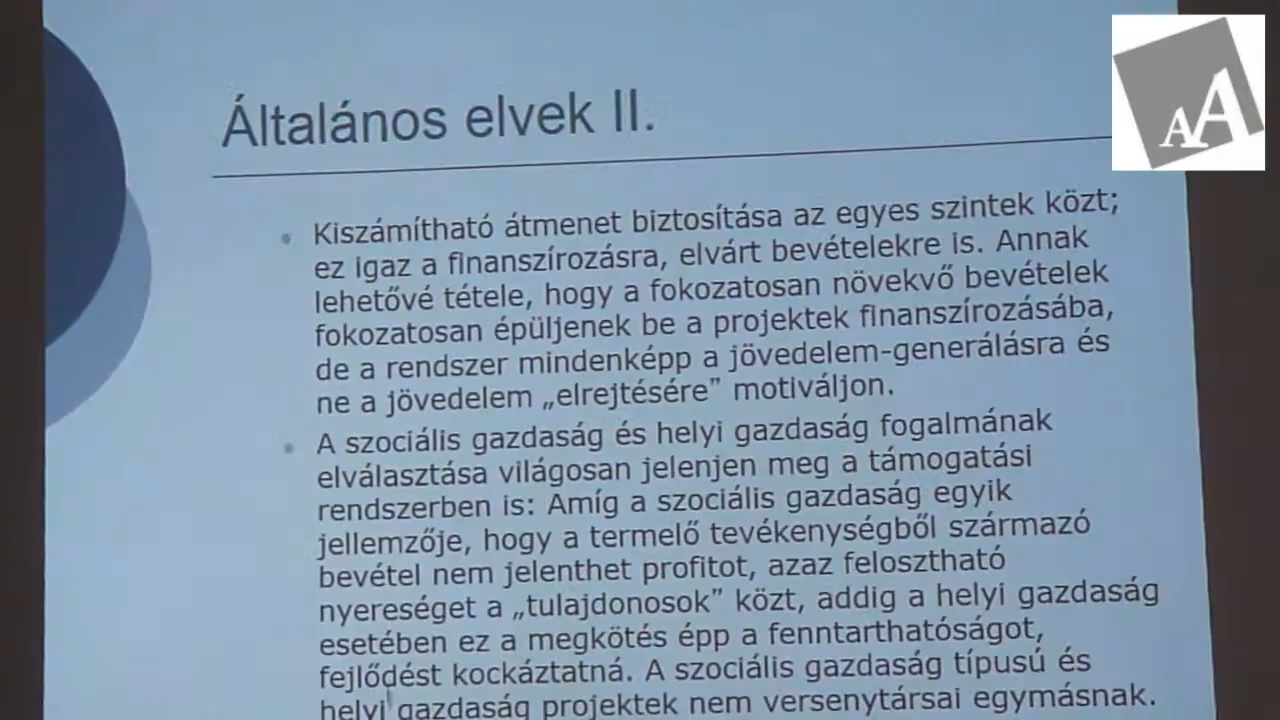 Általános elvek II.
AA
Kiszámítható átmenet biztosítása az egyes szintek közt;
ez igaz a finanszírozásra, elvárt bevételekre is. Annak
lehetővé tétele, hogy a fokozatosan növekvő bevételek
fokozatosan épüljenek be a projektek finanszírozásába,
de a rendszer mindenképp a jövedelem-generálásra és
ne a jövedelem „elrejtésére” motiváljon.
A szociális gazdaság és helyi gazdaság fogalmának
elválasztása világosan jelenjen meg a támogatási
rendszerben is: Amíg a szociális gazdaság egyik
jellemzője, hogy a termelő tevékenységből származó
bevétel nem jelenthet profitot, azaz felosztható
nyereséget a „tulajdonosok” közt, addig a helyi gazdaság
esetében ez a megkötés épp a fenntarthatóságot,
fejlődést kockáztatná. A szociális gazdaság típusú és
helyi gazdaság projektek nem versenytársai egymásnak.